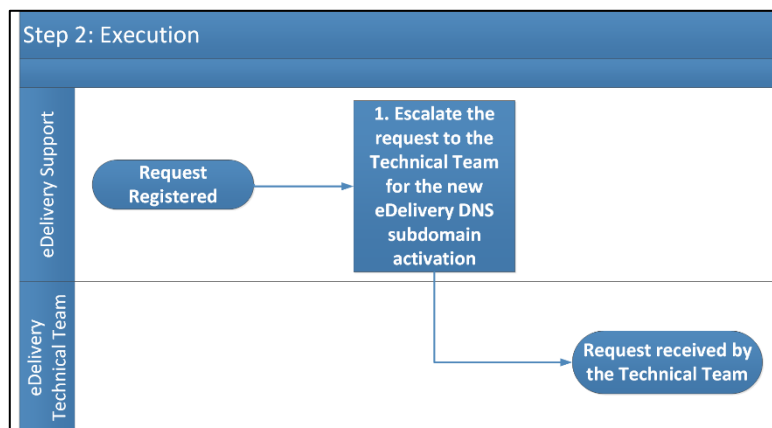 Step 2: Execution
eDelivery Support
Request
Registered
1. Escalate the
request to the
Technical Team
for the new
eDelivery DNS
subdomain
activation
eDelivery
Technical Team
Request received by
the Technical Team